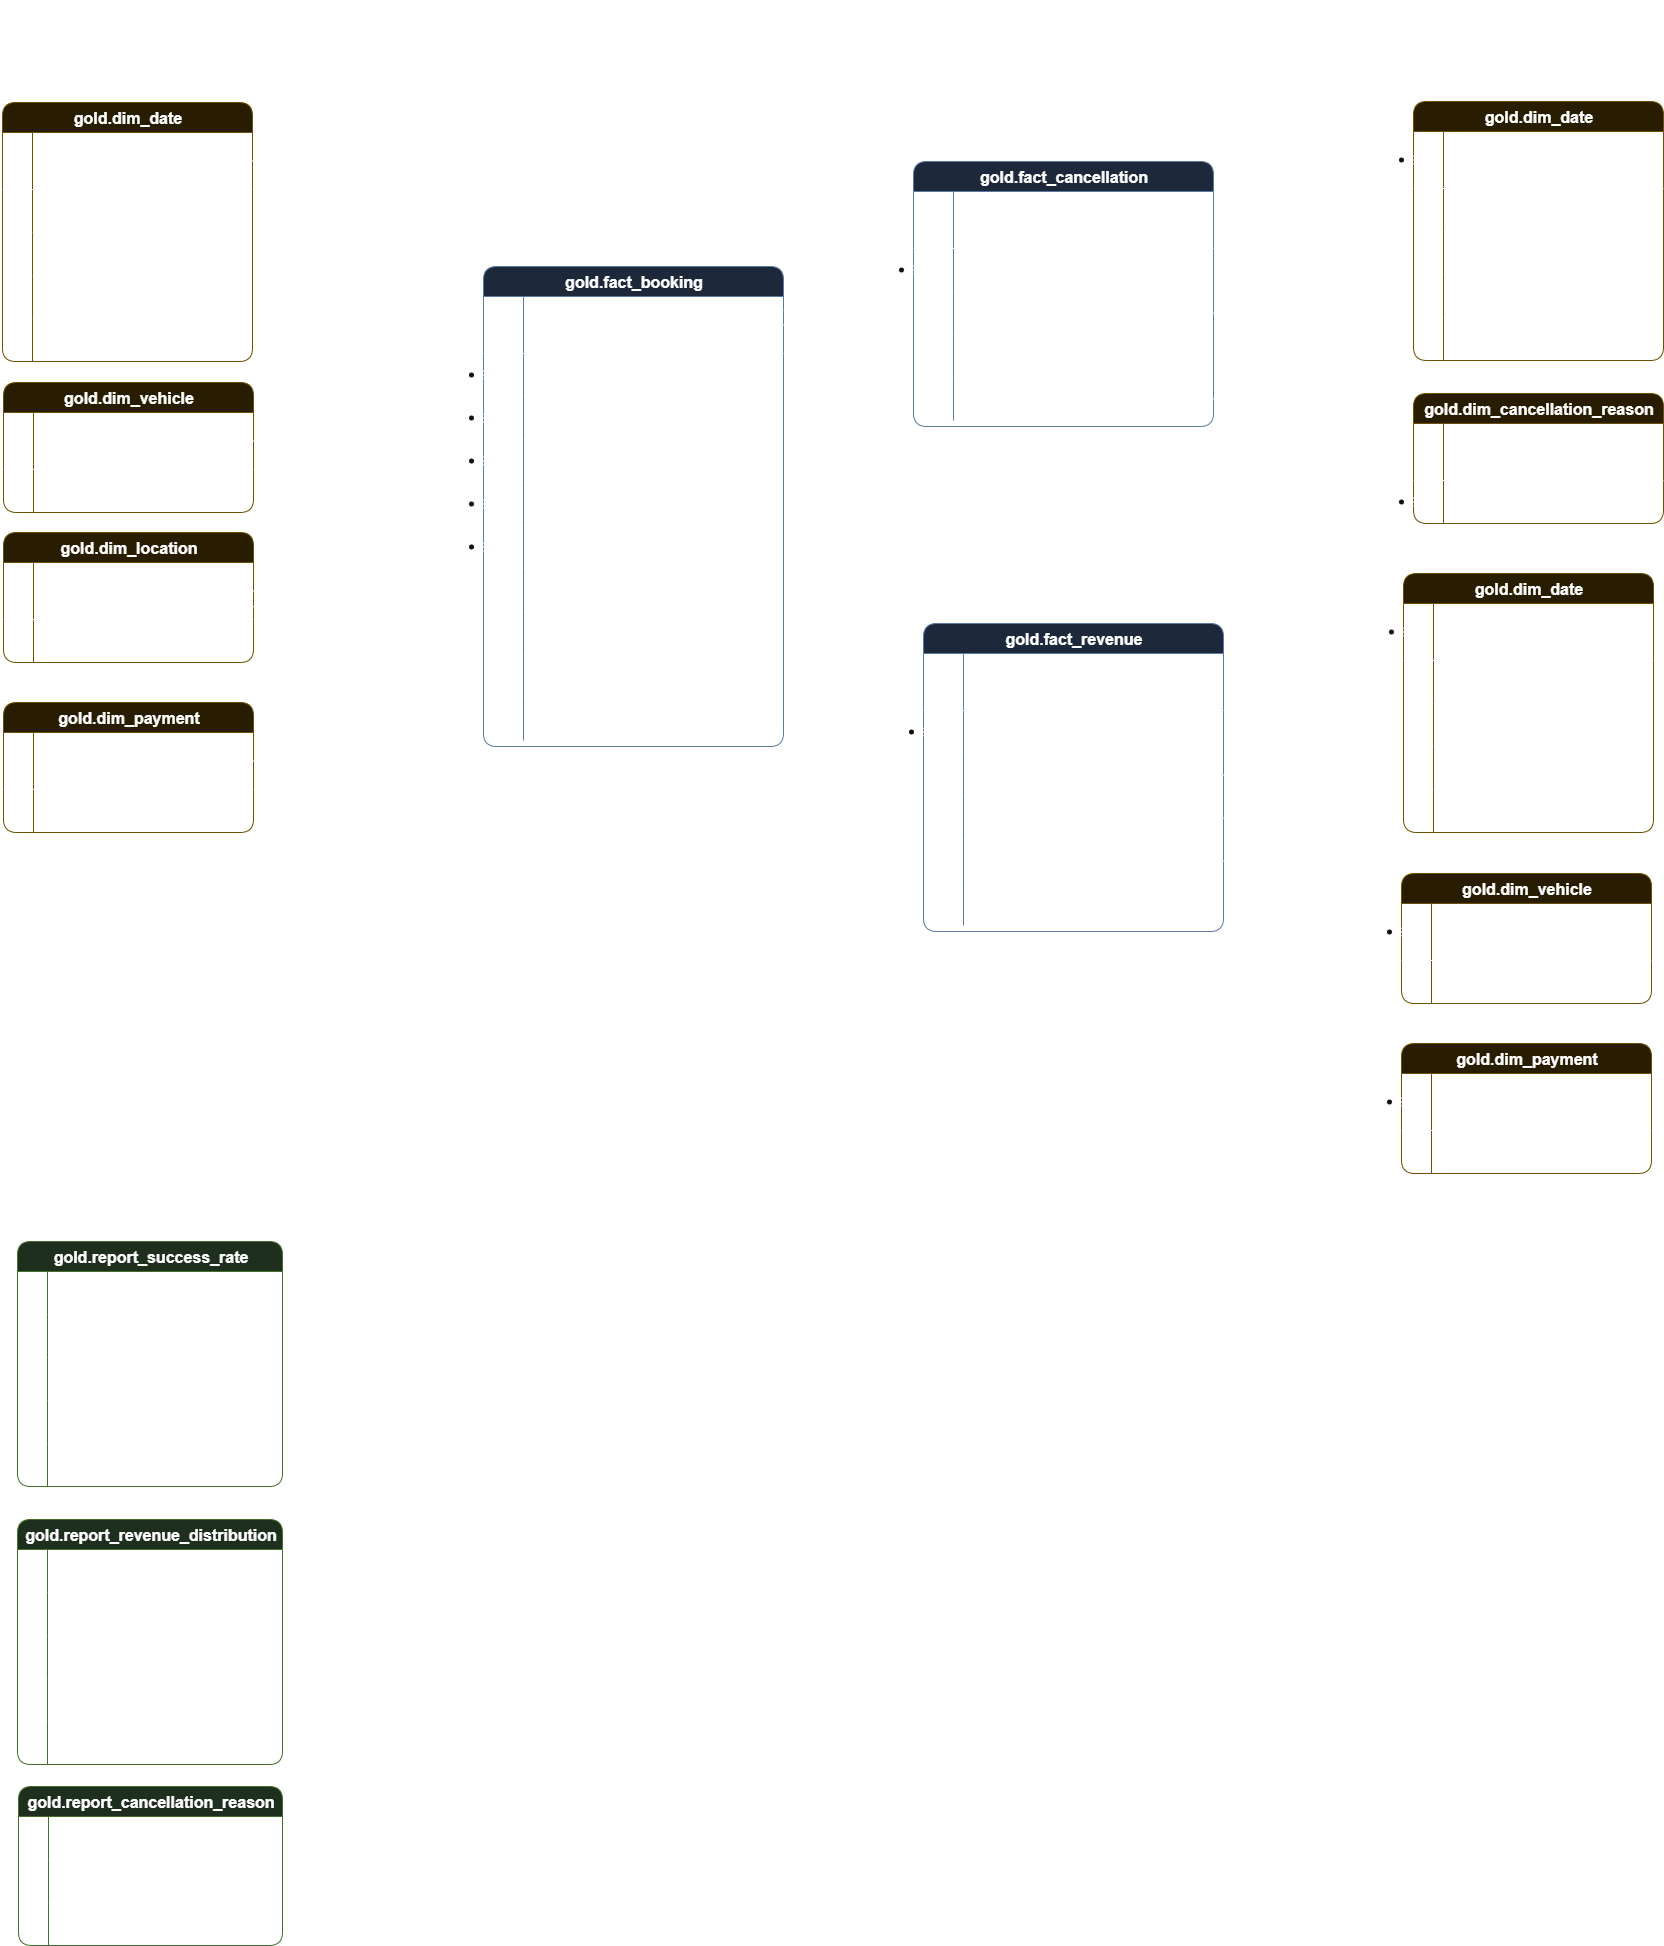 gold.dim_date
gold.dim_date
gold.fact_cancellation
gold.fact_booking
gold.dim_vehicle
gold.dim_cancellation_reason
gold.dim_location
gold.dim_date
gold.fact_revenue
gold.dim_payment
gold.dim_vehicle
gold.dim_payment
gold.report_success_rate
gold.report_revenue_distribution
gold.report_cancellation_reason